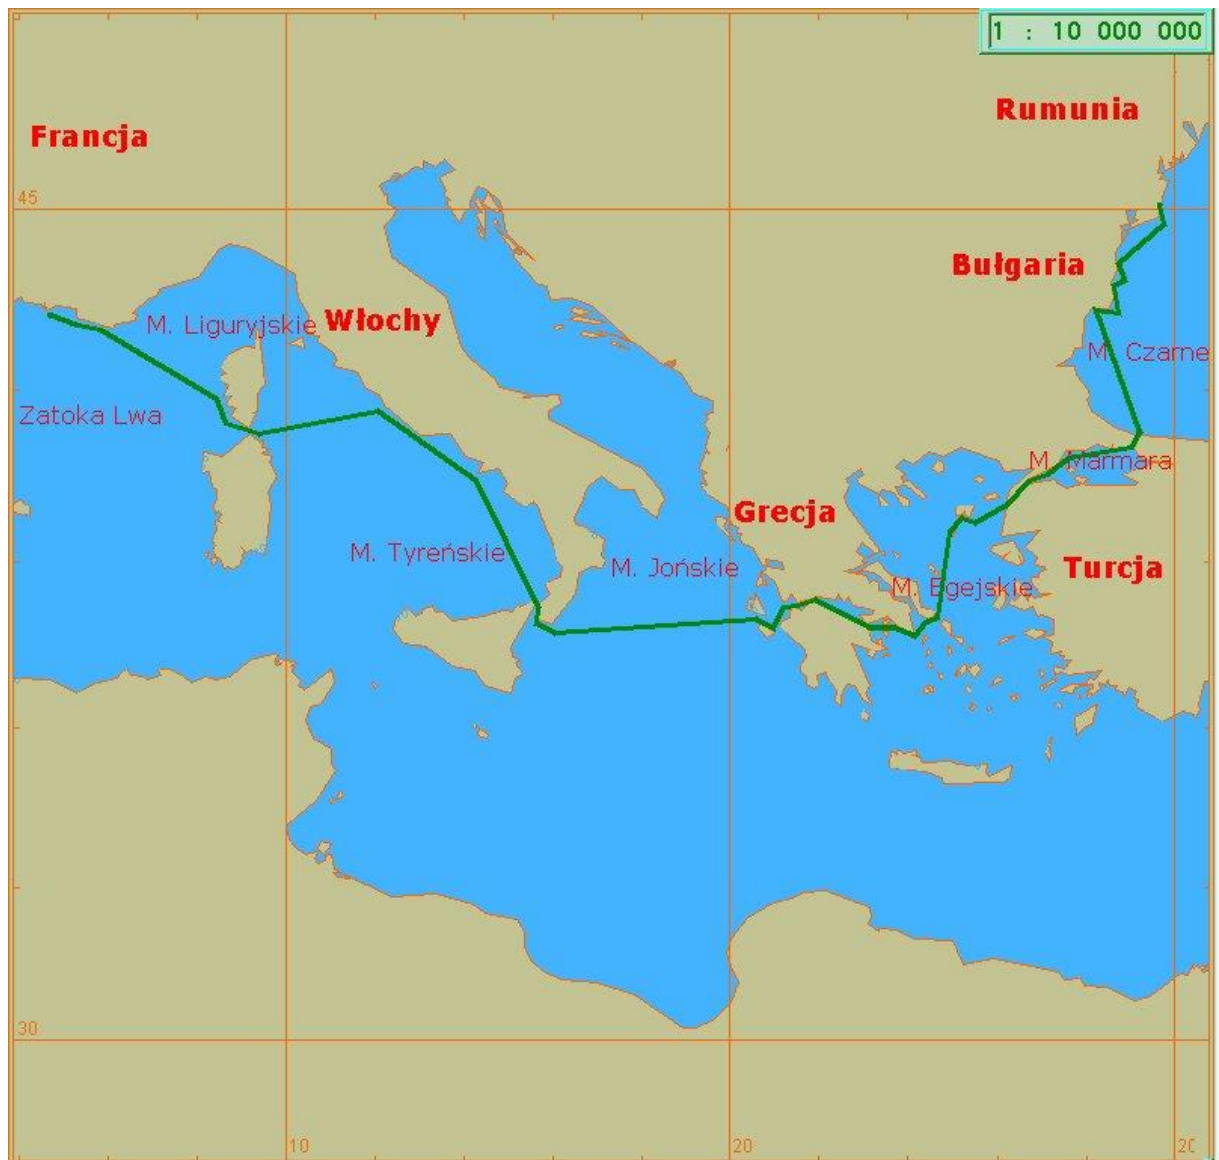 1 : 10 000 000
Rumunia
Francja
45
Bułgaria
M. Liguryjskie
Włochy
M. Czarne
Zatoka Lwa
M. Marmara
Grecja
M. Tyreńskie
M. Jońskie
Turcja
M. Egejskie
30
10
20
20